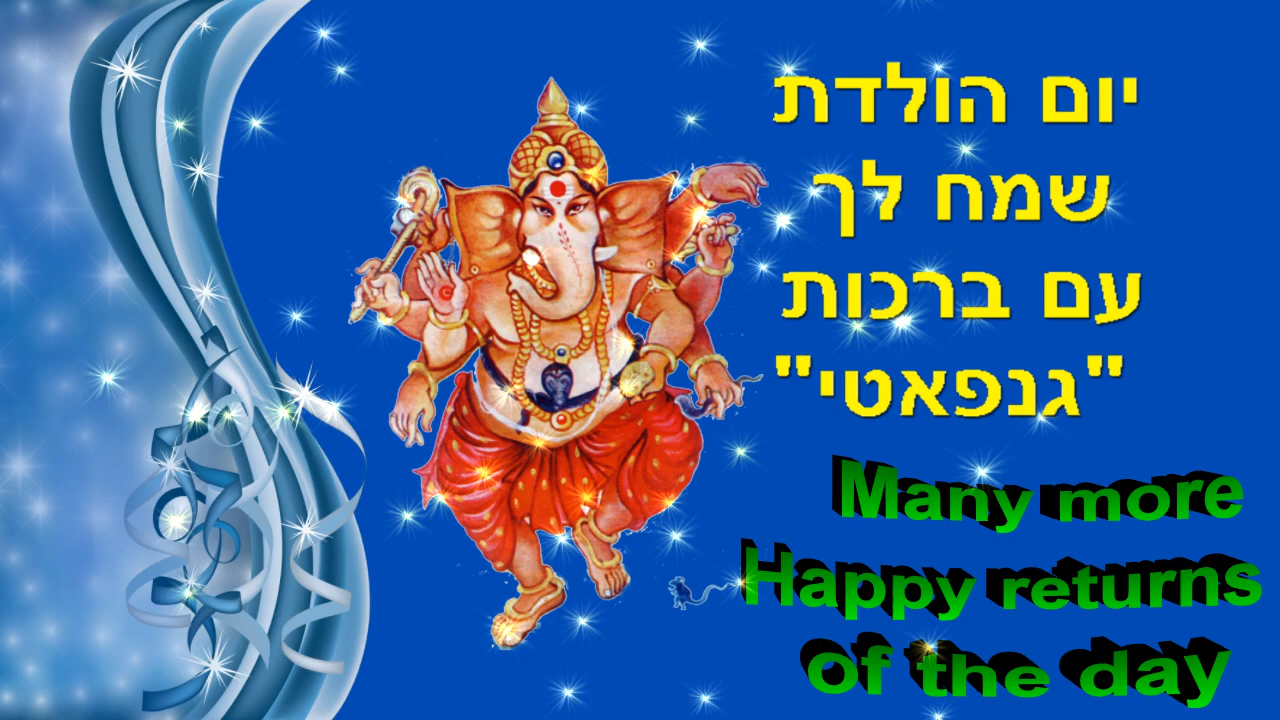 יום הולדת
שמח לך
עם ברכות
"גנפאטי"
Many more
Happy returns
of the day